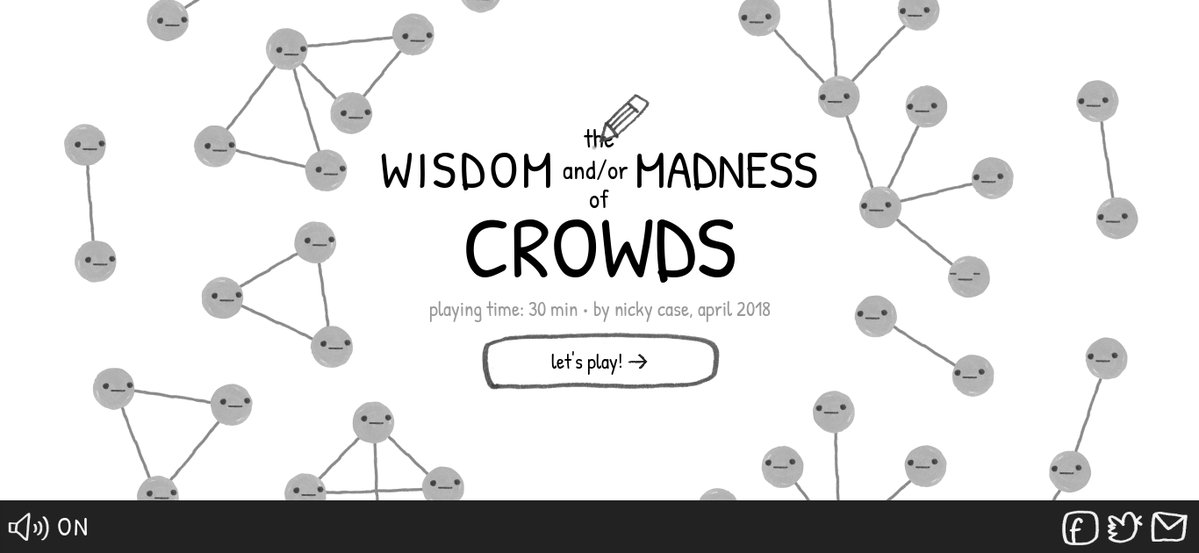 the
WISDOM and/or MADNESS
of
CROWDS
playing time: 30 min · by nicky case, april 2018
let's play! →
ON